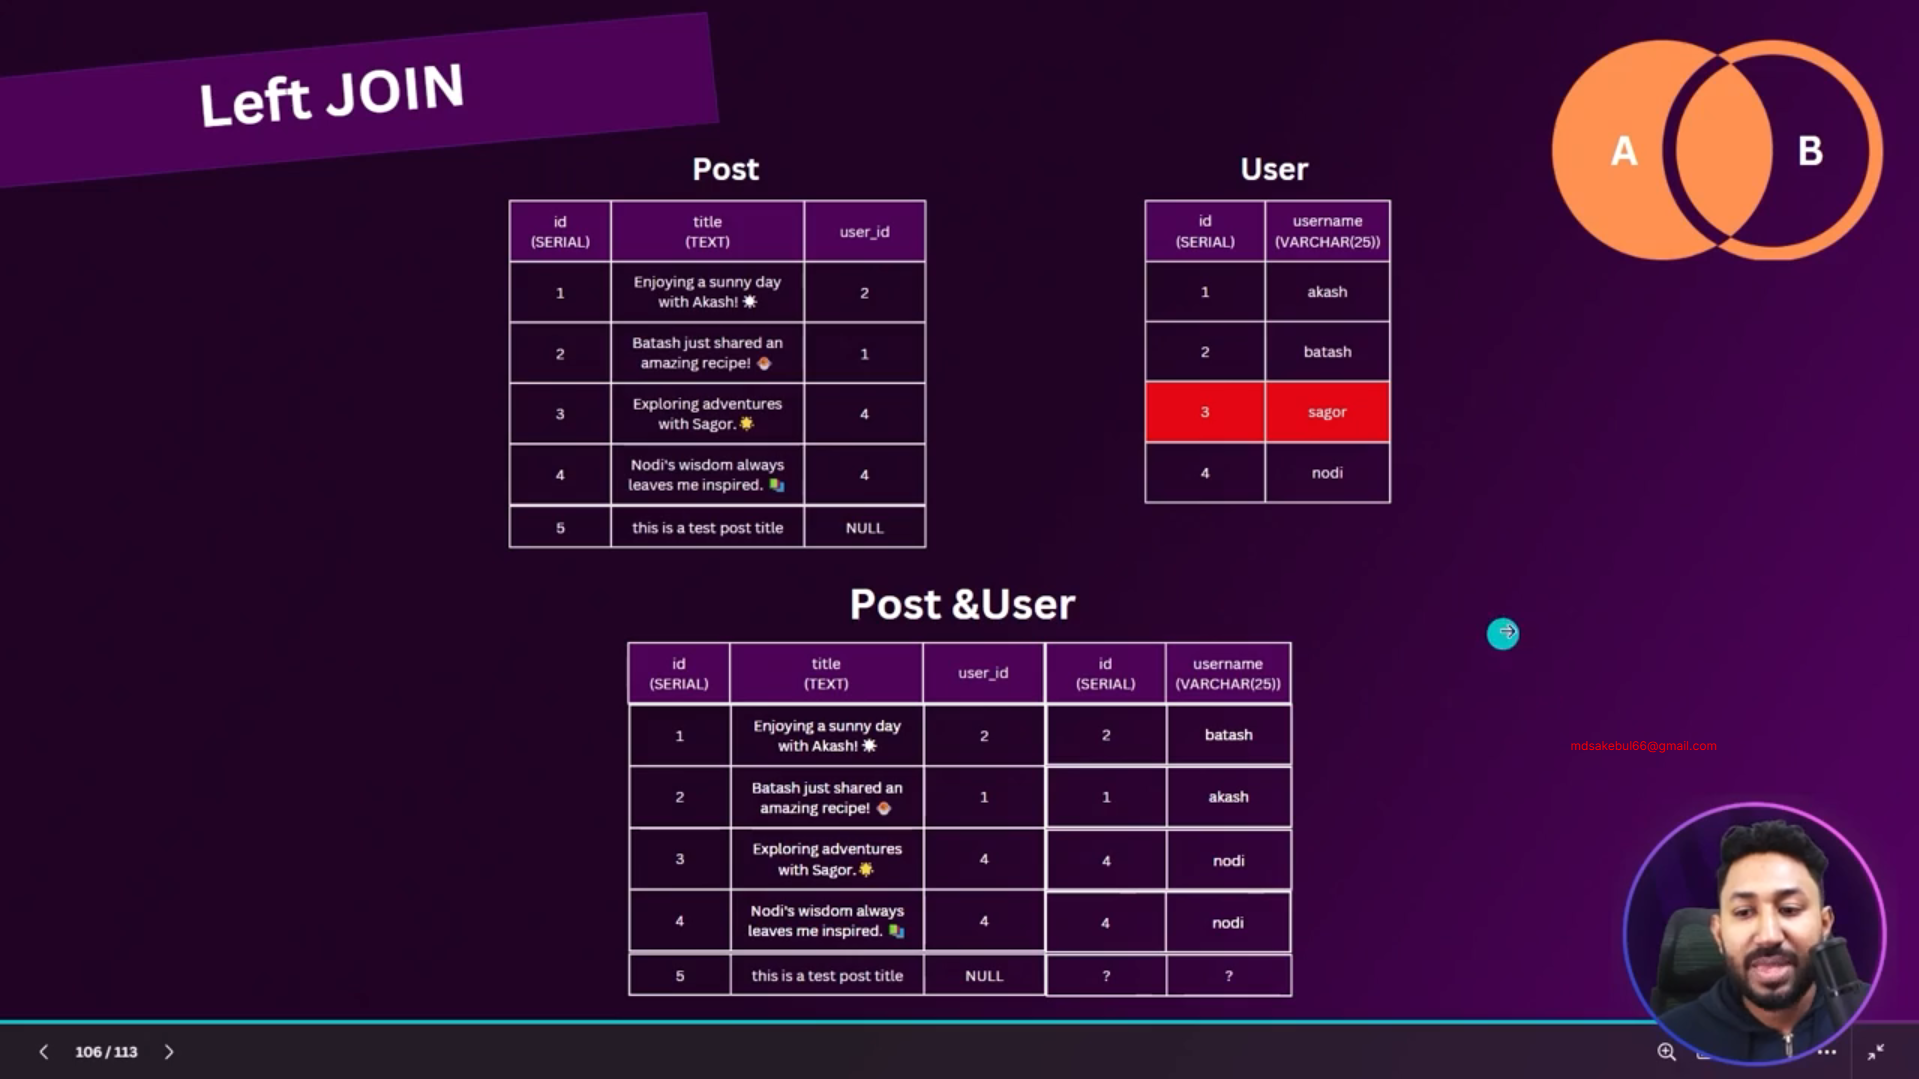 Left JOIN
A
B
Post
id
(SERIAL)
title
(TEXT)
user_id
1
Enjoying a sunny day
with Akash! ☀
2
2
Batash just shared an
amazing recipe!
1
3
Exploring adventures
with Sagor. 🌟
4
4
Nodi's wisdom always
leaves me inspired. 📚
4
5
this is a test post title
NULL
User
id
(SERIAL)
username
(VARCHAR(25))
1
akash
2
batash
3
sagor
4
nodi
Post &User
id
(SERIAL)
title
(TEXT)
user_id
id
(SERIAL)
username
(VARCHAR(25))
1
Enjoying a sunny day
with Akash! ☀
2
2
batash
2
Batash just shared an
amazing recipe!
1
1
akash
3
Exploring adventures
with Sagor. 🌟
4
4
nodi
4
Nodi's wisdom always
leaves me inspired. 📚
4
4
nodi
5
this is a test post title
NULL
?
?
mdsakebul66@gmail.com
106 / 113